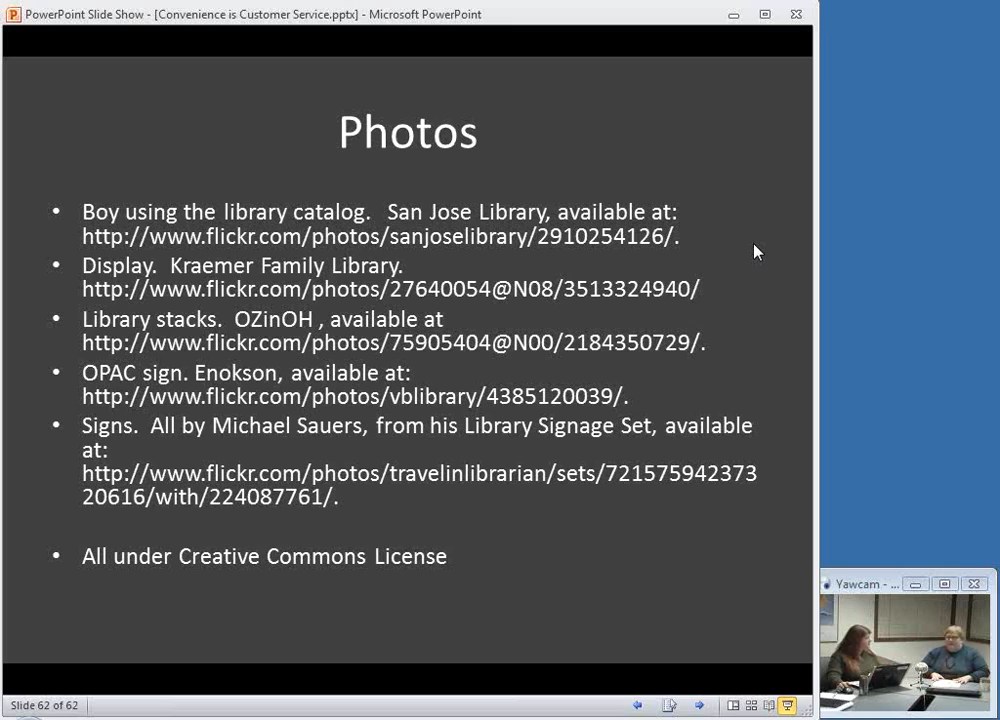 PowerPoint Slide Show - [Convenience is Customer Service.pptx] - Microsoft PowerPoint
Photos
• Boy using the library catalog. San Jose Library, available at:
http://www.flickr.com/photos/sanjoselibrary/2910254126/.
• Display. Kraemer Family Library.
http://www.flickr.com/photos/27640054@N08/3513324940/
• Library stacks. OZinOH , available at
http://www.flickr.com/photos/75905404@N00/2184350729/.
• OPAC sign. Enokson, available at:
http://www.flickr.com/photos/vblibrary/4385120039/.
• Signs. All by Michael Sauers, from his Library Signage Set, available
at:
http://www.flickr.com/photos/travelinlibrarian/sets/721575942373
20616/with/224087761/.
• All under Creative Commons License
Yawcam - ...
Slide 62 of 62